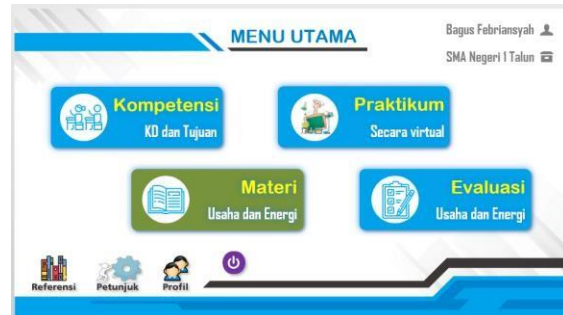 MENU UTAMA
Bagus Febriansyah
SMA Negeri 1 Talun
Kompetensi
KD dan Tujuan
Praktikum
Secara virtual
Materi
Usaha dan Energi
Evaluasi
Usaha dan Energi
Referensi
Petunjuk
Profil